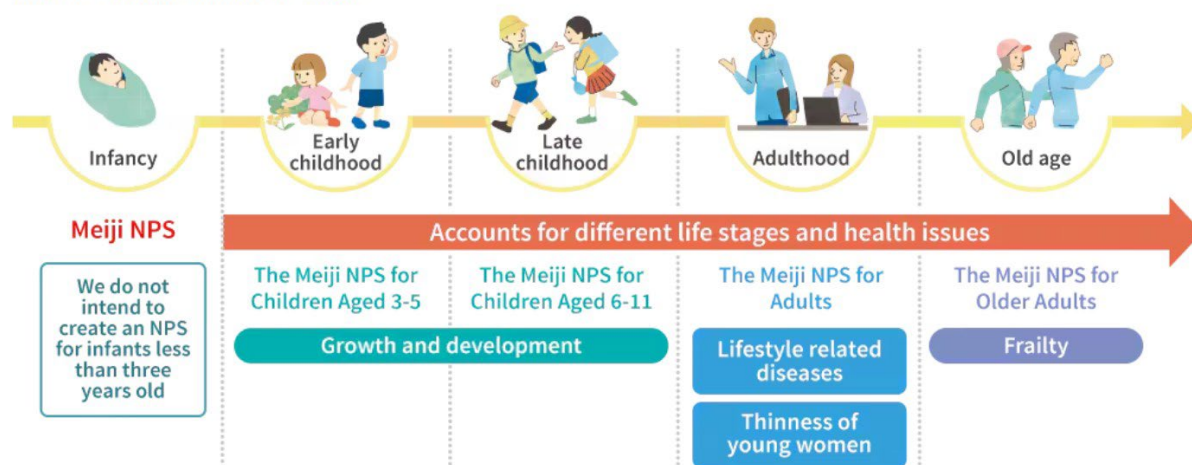 Infancy
Early
childhood
Late
childhood
Adulthood
Old age
Meiji NPS
Accounts for different life stages and health issues
We do not
intend to
create an NPS
for infants less
than three
years old
The Meiji NPS for
Children Aged 3-5
The Meiji NPS for
Children Aged 6-11
The Meiji NPS for
Adults
The Meiji NPS for
Older Adults
Growth and development
Lifestyle related
diseases
Thinness of
young women
Frailty